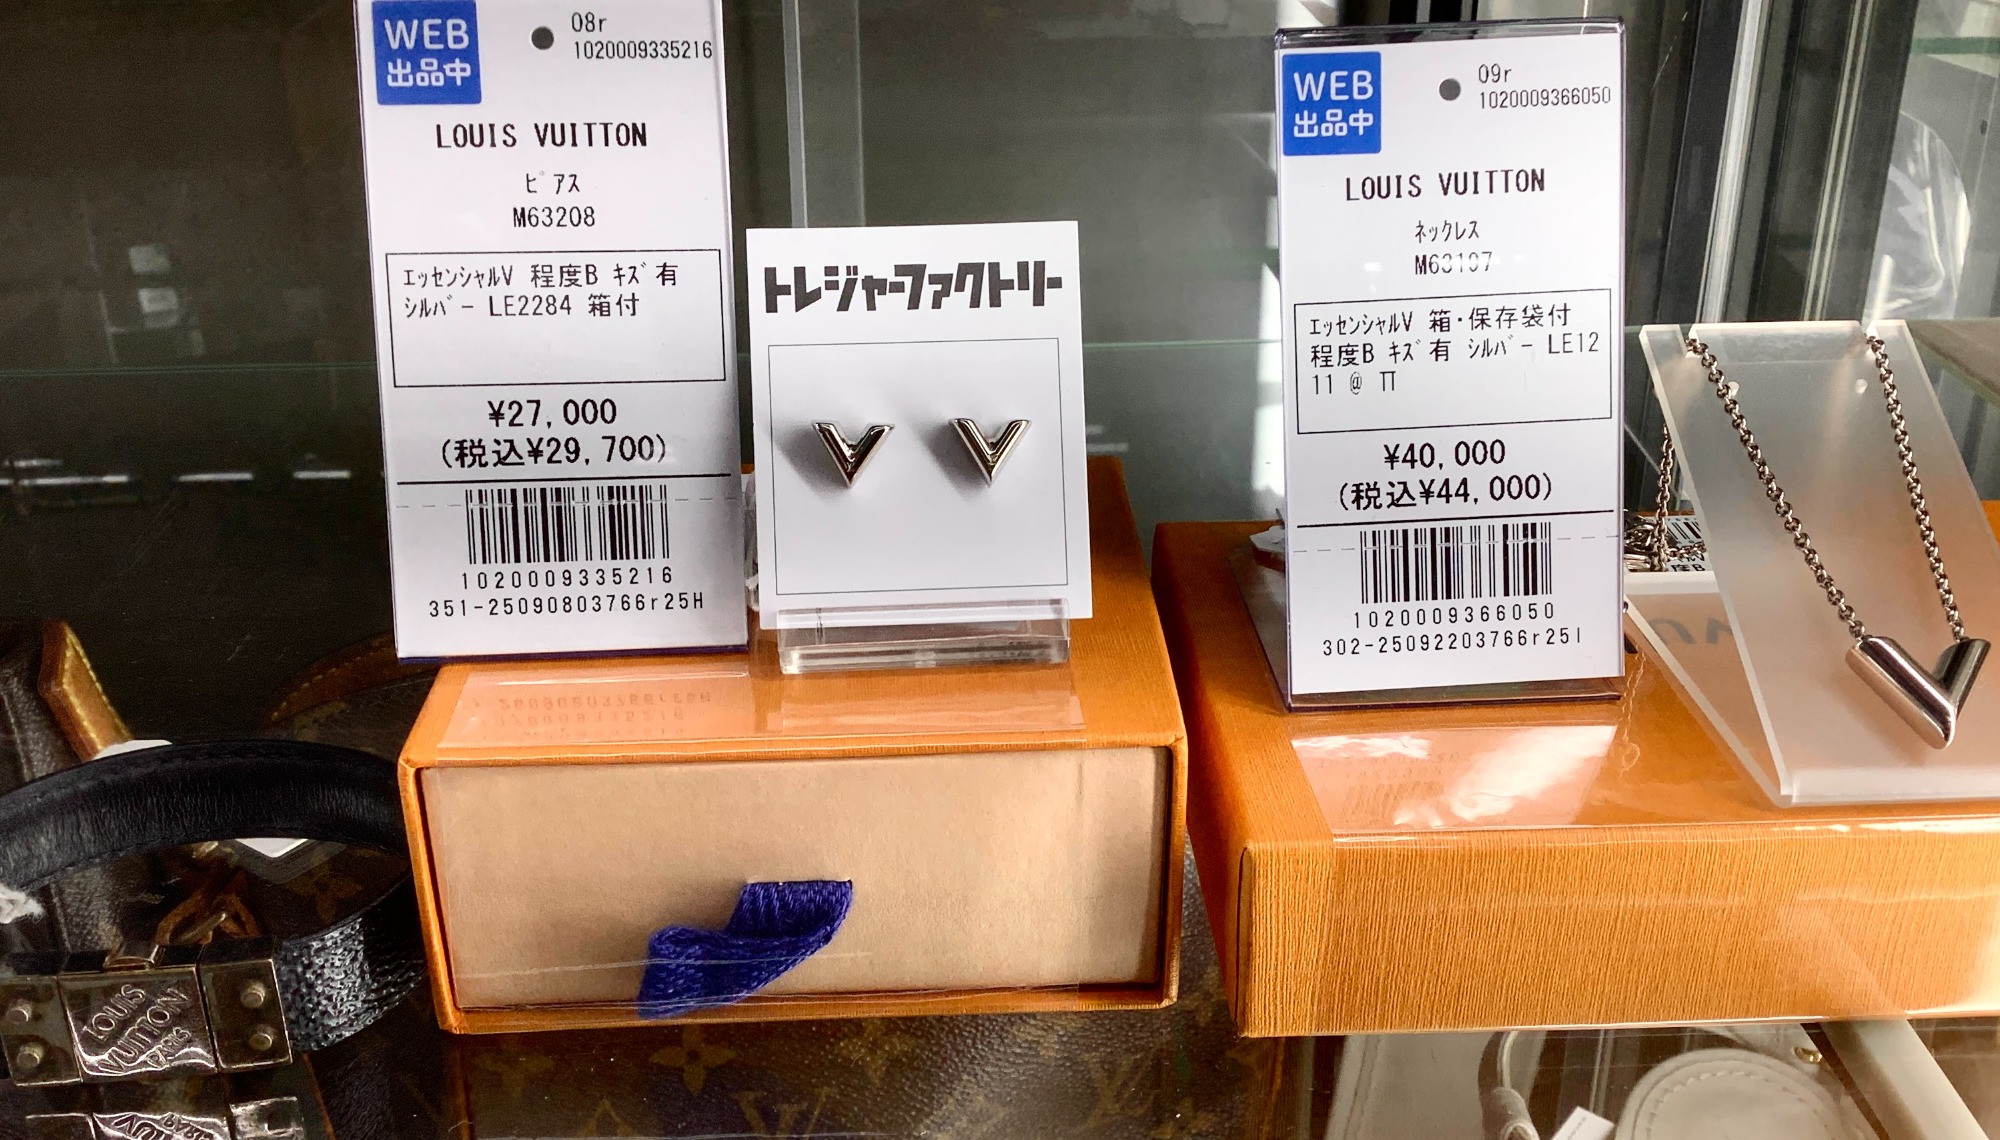 WEB
出品中
08r
1020009335216
LOUIS VUITTON
ﾋﾟｱｽ
M63208
ｴｯｾﾝｼｬﾙV 程度B ｷｽﾞ有
ｼﾙﾊﾞｰ LE2284 箱付
¥27,000
(税込¥29,700)
1020009335216
351-25090803766r25H
トレジャーファクトリー
WEB
出品中
09r
1020009366050
LOUIS VUITTON
ﾈｯｸﾚｽ
M63197
ｴｯｾﾝｼｬﾙV 箱･保存袋付
程度B ｷｽﾞ有 ｼﾙﾊﾞｰ LE12
11 @ Π
¥40,000
(税込¥44,000)
1020009366050
302-25092203766r25I
LOUIS
VUITTON
PARIS